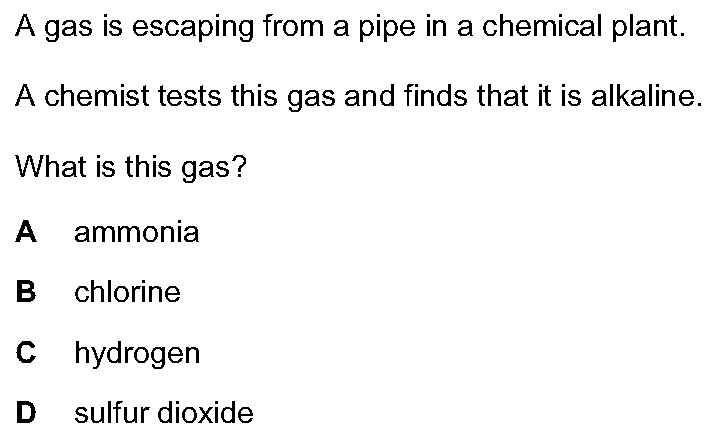 A gas is escaping from a pipe in a chemical plant.
A chemist tests this gas and finds that it is alkaline.
What is this gas?
A ammonia
B chlorine
C hydrogen
D sulfur dioxide